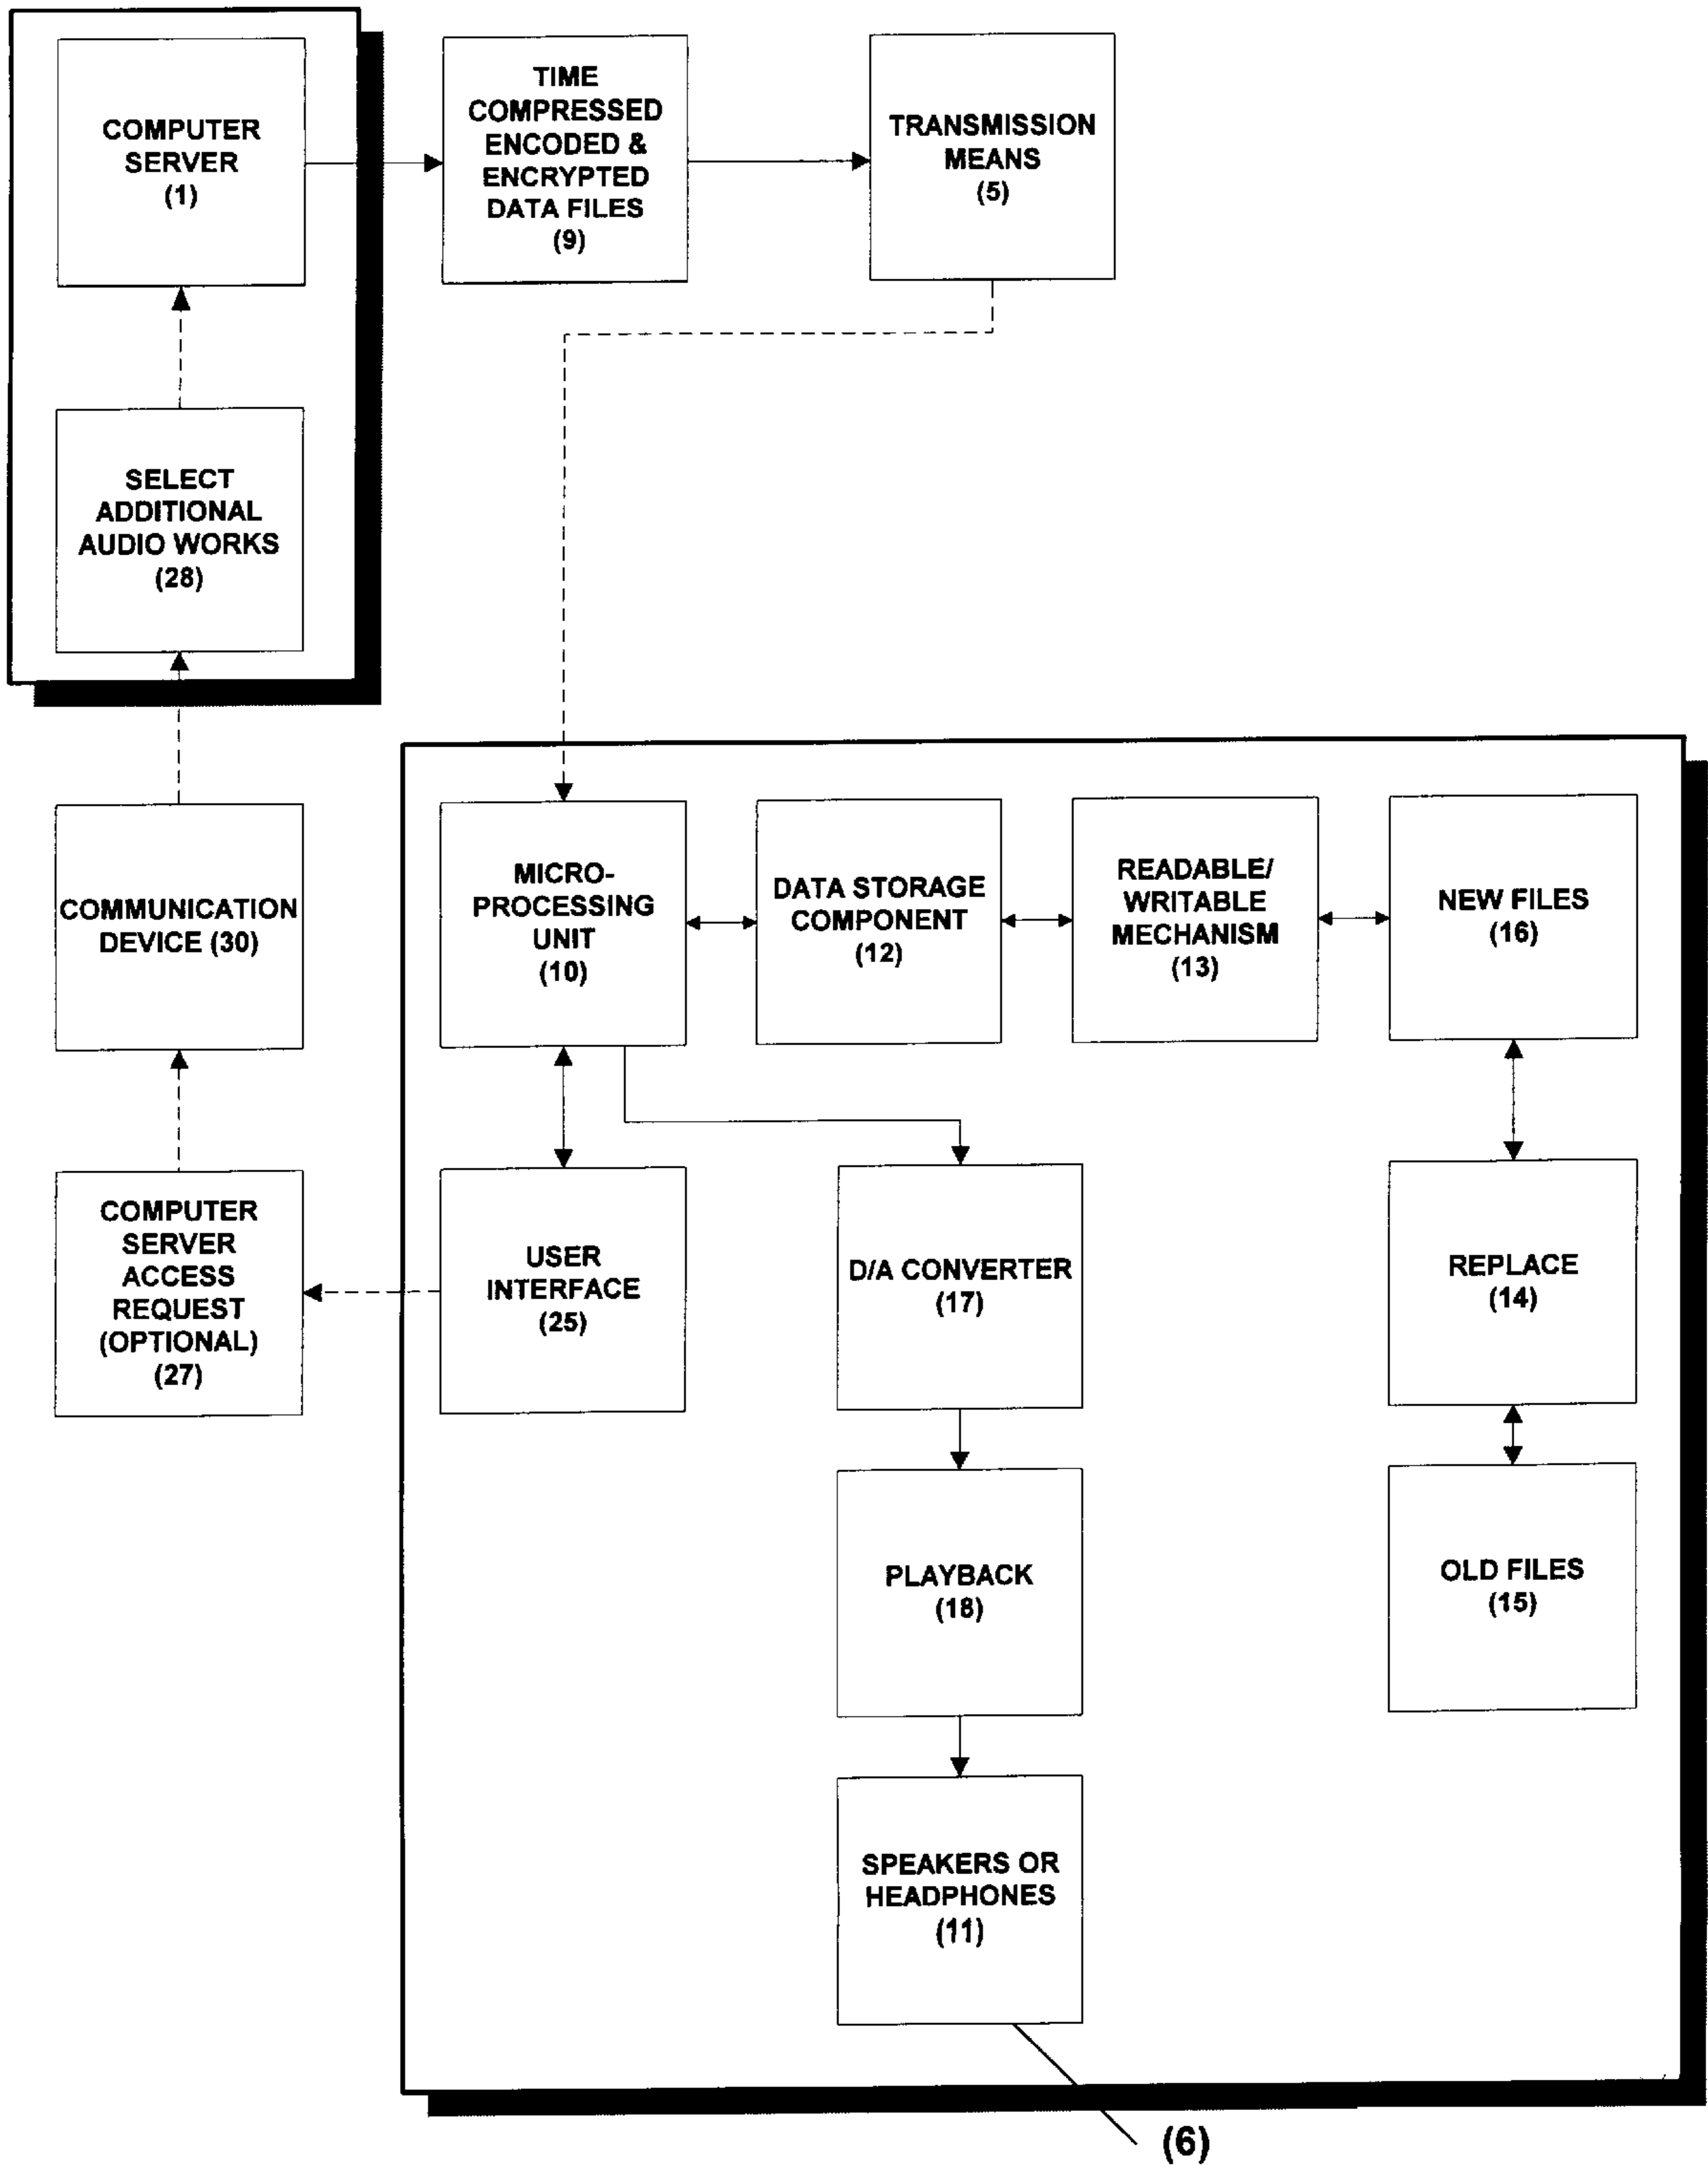 COMPUTER
SERVER
(1)
TIME
COMPRESSED
ENCODED &
ENCRYPTED
DATA FILES
(9)
TRANSMISSION
MEANS
(5)
SELECT
ADDITIONAL
AUDIO WORKS
(28)
COMMUNICATION
DEVICE (30)
MICRO-
PROCESSING
UNIT
(10)
DATA STORAGE
COMPONENT
(12)
READABLE/
WRITABLE
MECHANISM
(13)
NEW FILES
(16)
COMPUTER
SERVER
ACCESS
REQUEST
(OPTIONAL)
(27)
USER
INTERFACE
(25)
D/A CONVERTER
(17)
REPLACE
(14)
PLAYBACK
(18)
OLD FILES
(15)
SPEAKERS OR
HEADPHONES
(11)
(6)